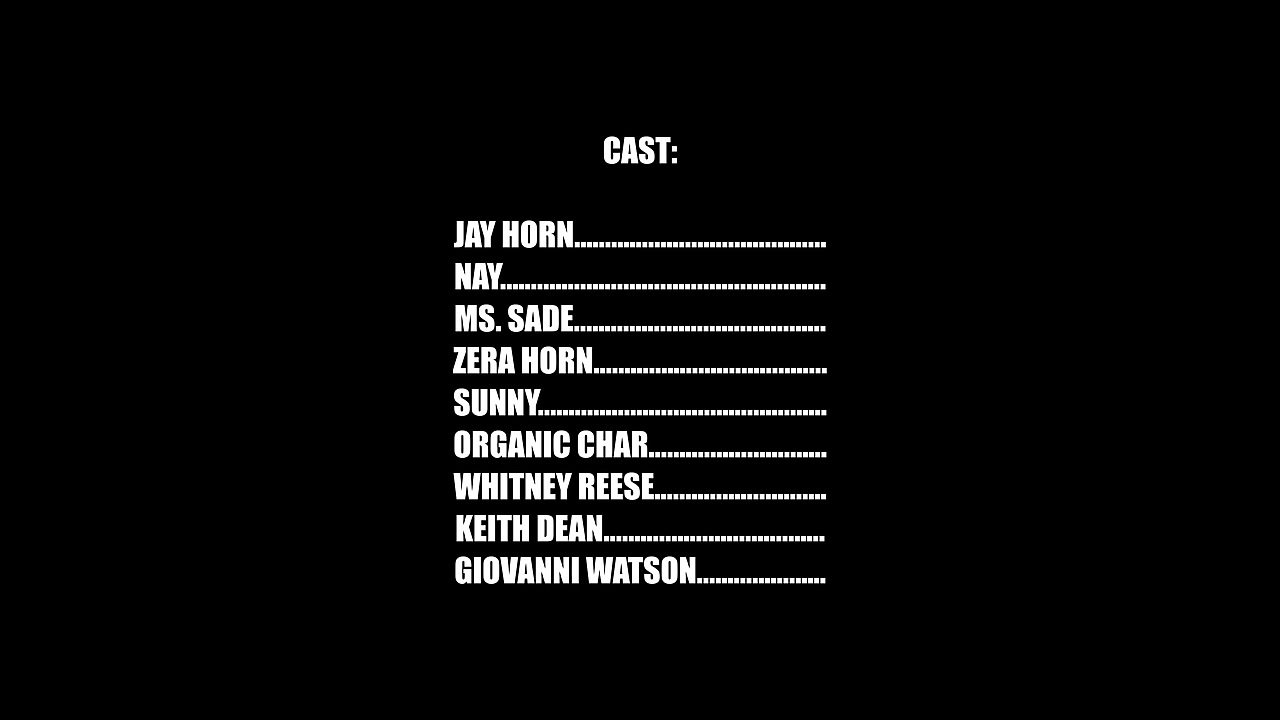 CAST:
JAY HORN.........................................
NAY.....................................................
MS. SADE.........................................
ZERA HORN......................................
SUNNY...............................................
ORGANIC CHAR.............................
WHITNEY REESE............................
KEITH DEAN....................................
GIOVANNI WATSON.....................